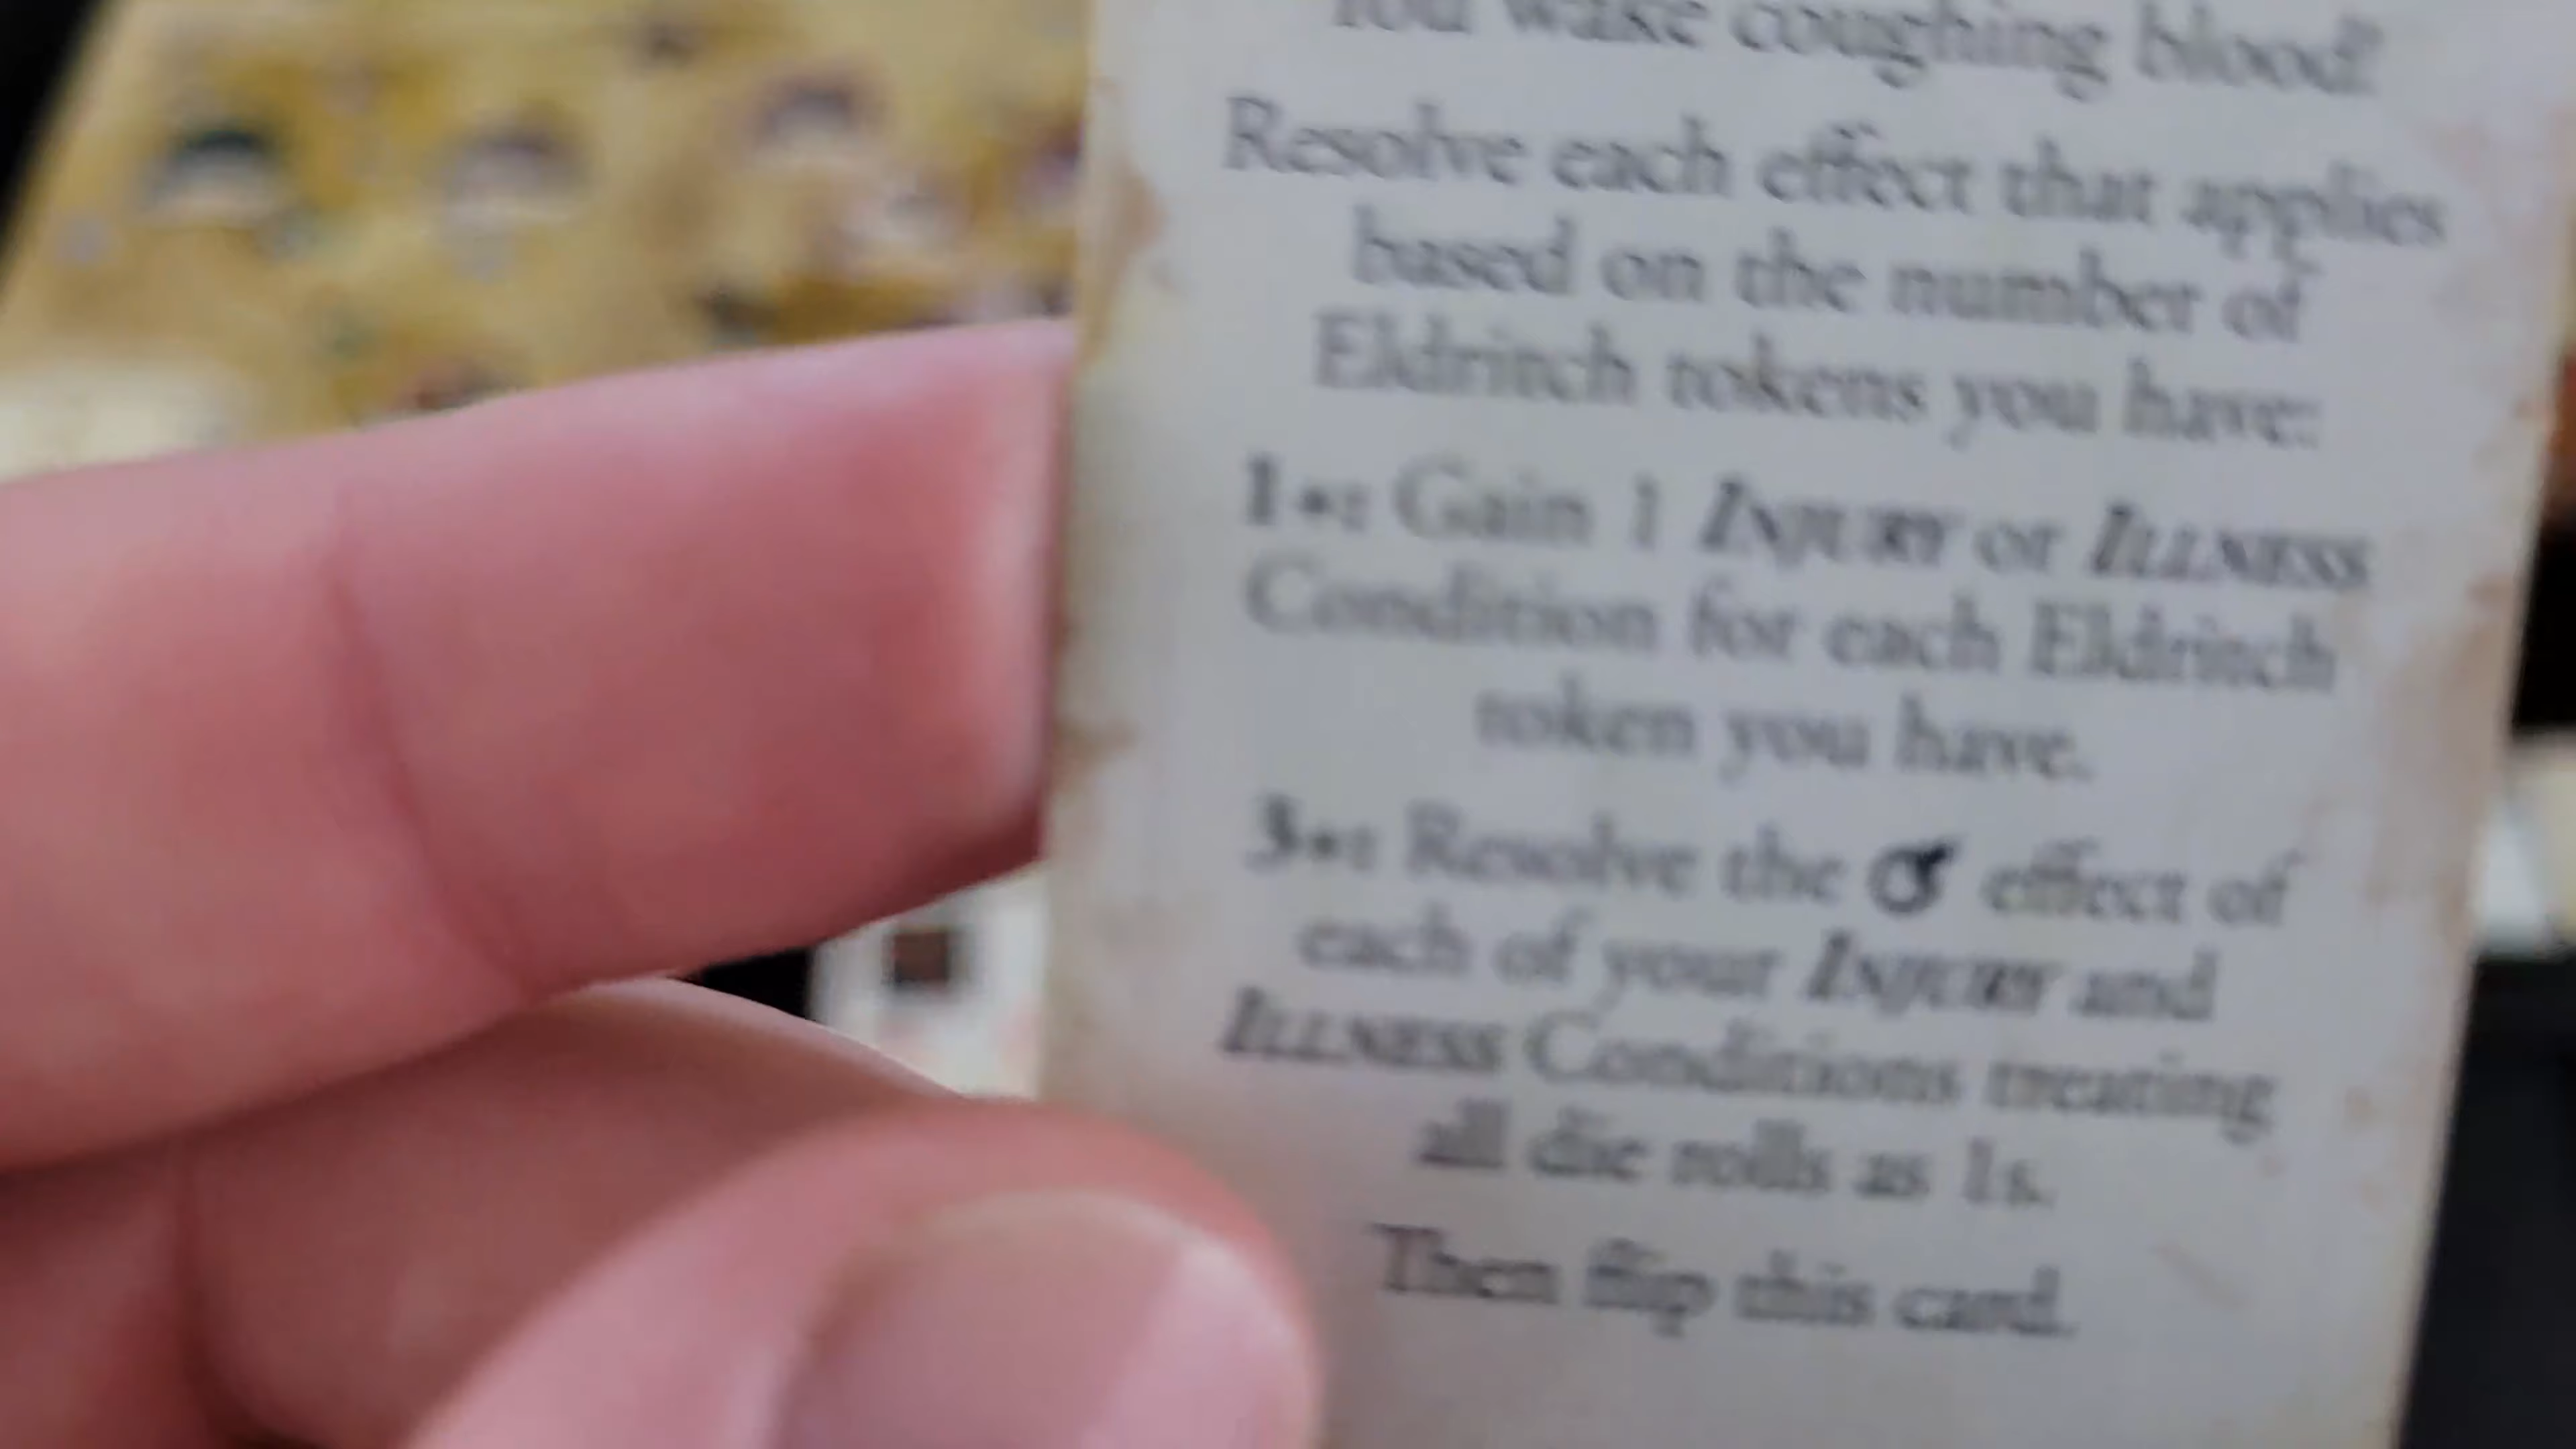 You wake coughing blood!
Resolve each effect that applies
based on the number of
Eldritch tokens you have:
1+: Gain 1 INJURY or ILLNESS
Condition for each Eldritch
token you have.
3+: Resolve the effect of
each of your INJURY and
ILLNESS Conditions treating
all die rolls as 1s.
Then flip this card.